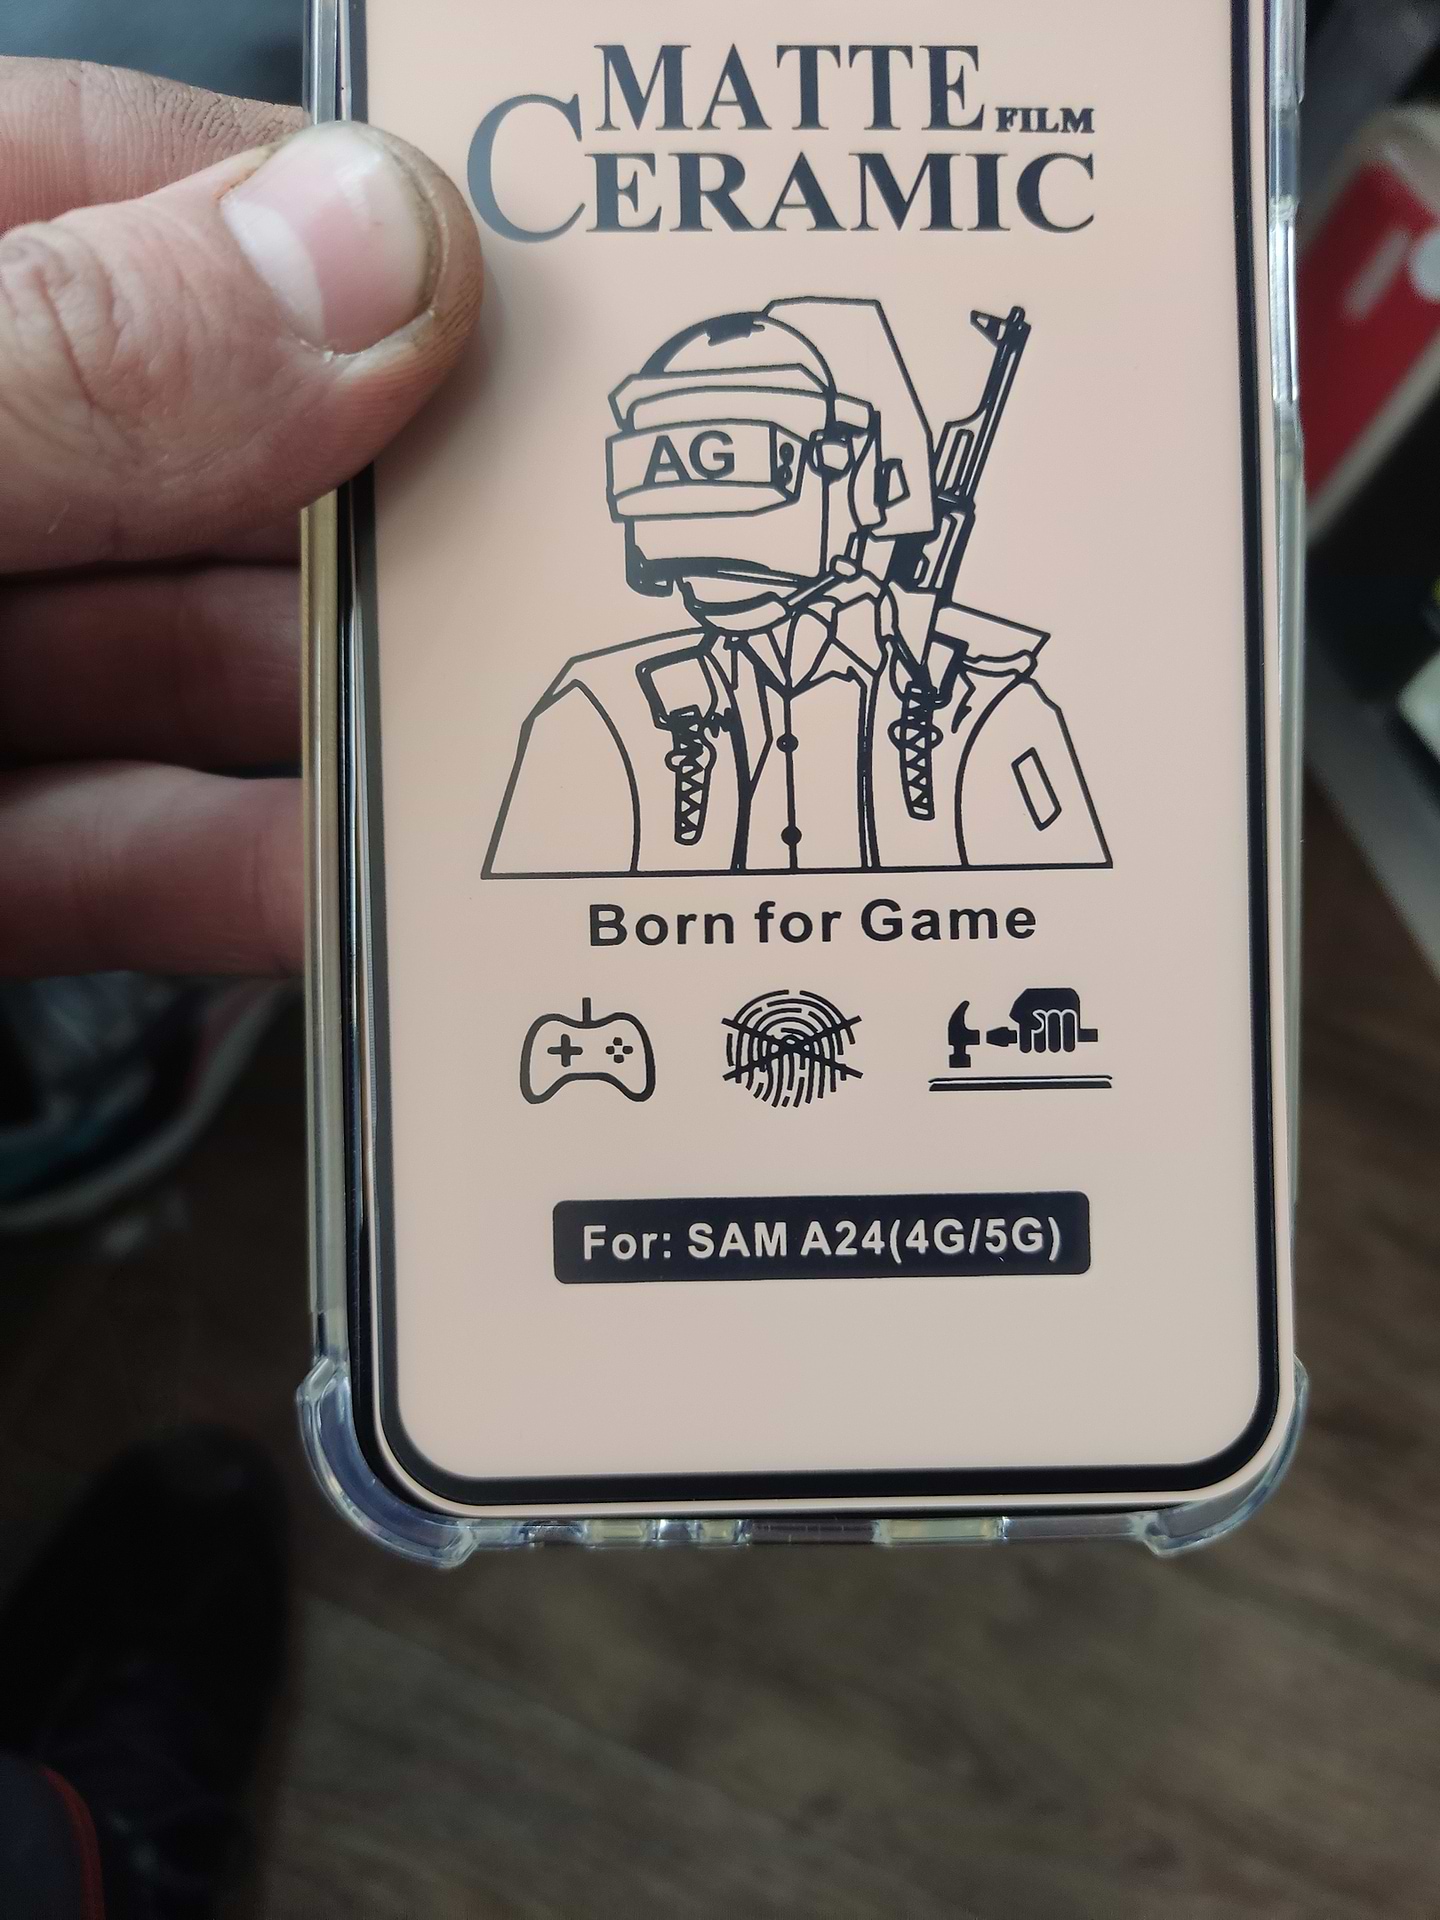 MATTE FILM
CERAMIC
AG
Born for Game
For: SAM A24(4G/5G)